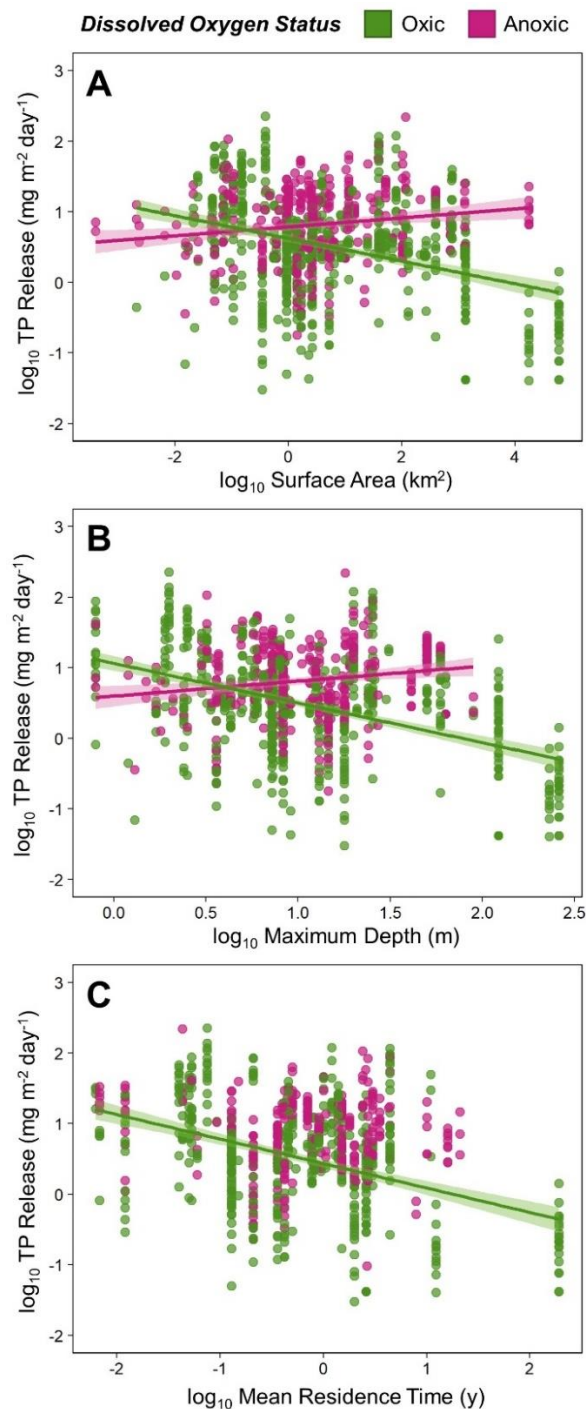 Dissolved Oxygen Status Oxic Anoxic
A
log₁₀ TP Release (mg m⁻² day⁻¹)
3
2
1
0
-1
-2
-2 0 2 4
log₁₀ Surface Area (km²)
B
log₁₀ TP Release (mg m⁻² day⁻¹)
3
2
1
0
-1
-2
0.0 0.5 1.0 1.5 2.0 2.5
log₁₀ Maximum Depth (m)
C
log₁₀ TP Release (mg m⁻² day⁻¹)
3
2
1
0
-1
-2
-2 -1 0 1 2
log₁₀ Mean Residence Time (y)